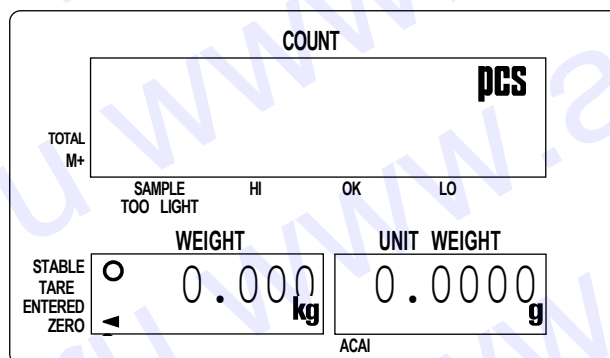 COUNT
pcs
TOTAL
M+
SAMPLE TOO LIGHT HI OK LO
WEIGHT UNIT WEIGHT
STABLE
TARE ENTERED
ZERO
0.000 kg
0.0000 g
ACAI